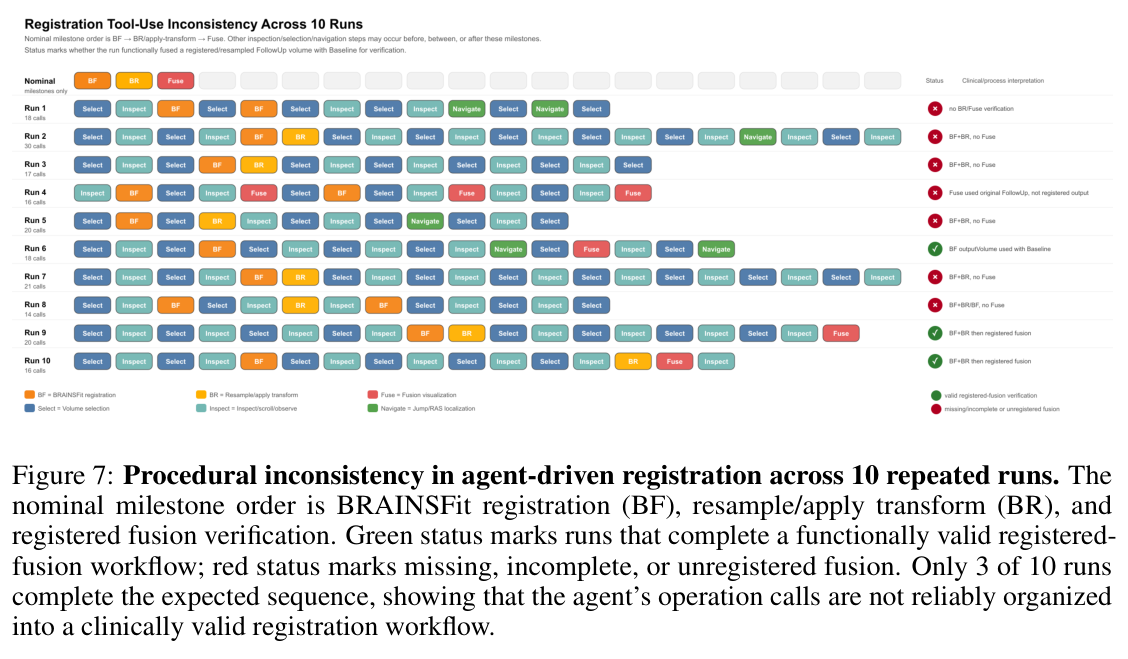 Registration Tool-Use Inconsistency Across 10 Runs
Nominal milestone order is BF → BR/apply-transform → Fuse. Other inspection/selection/navigation steps may occur before, between, or after these milestones.
Status marks whether the run functionally fused a registered/resampled FollowUp volume with Baseline for verification.
Nominal BF BR Fuse Status Clinical/process interpretation
milestones only
Run 1 Select Inspect BF Select BF Select Inspect Select Inspect Navigate Select Navigate Select no BR/Fuse verification
18 calls
Run 2 Select Inspect Select Inspect BF BR Select Inspect Select Inspect Select Inspect Select Inspect Select Inspect Navigate Inspect Select Inspect BF+BR, no Fuse
30 calls
Run 3 Select Inspect Select BF BR Select Inspect Select Inspect Select Inspect Select Inspect Select BF+BR, no Fuse
17 calls
Run 4 Inspect BF Select Inspect Fuse Select BF Select Inspect Fuse Select Inspect Select Fuse Fuse used original FollowUp, not registered output
16 calls
Run 5 Select BF Select BR Inspect Select Inspect Select Navigate Select Inspect Select BF+BR, no Fuse
20 calls
Run 6 Select Inspect Select BF Select Inspect Select Inspect Select Inspect Navigate Select Fuse Inspect Select Navigate BF outputVolume used with Baseline
18 calls
Run 7 Select Inspect Select Inspect BF BR Select Inspect Select Inspect Select Inspect Select Inspect Select Inspect Select Inspect Select Inspect BF+BR, no Fuse
21 calls
Run 8 Select Inspect BF Select Inspect BR Inspect BF Select Inspect Select Inspect Select BF+BR/BF, no Fuse
14 calls
Run 9 Select Inspect Select Inspect Select Inspect Select Inspect BF BR Select Inspect Select Inspect Select Inspect Select Inspect Fuse BF+BR then registered fusion
20 calls
Run 10 Select Inspect Select Inspect BF Select Inspect Select Inspect Select Inspect Select Inspect BR Fuse Inspect BF+BR then registered fusion
16 calls
BF = BRAINSFit registration BR = Resample/apply transform Fuse = Fusion visualization valid registered-fusion verification
Select = Volume selection Inspect = Inspect/scroll/observe Navigate = Jump/RAS localization missing/incomplete or unregistered fusion
Figure 7: Procedural inconsistency in agent-driven registration across 10 repeated runs. The
nominal milestone order is BRAINSFit registration (BF), resample/apply transform (BR), and
registered fusion verification. Green status marks runs that complete a functionally valid registered-
fusion workflow; red status marks missing, incomplete, or unregistered fusion. Only 3 of 10 runs
complete the expected sequence, showing that the agent's operation calls are not reliably organized
into a clinically valid registration workflow.